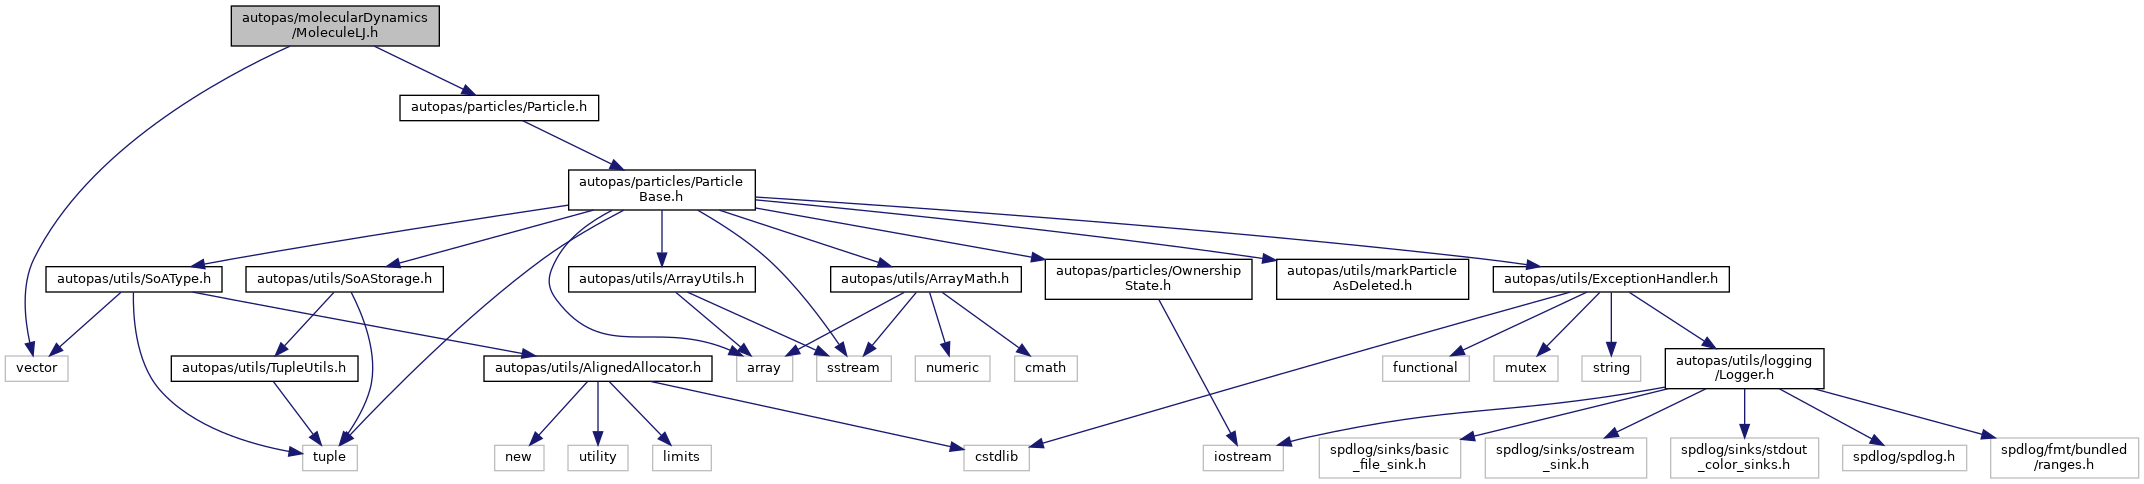 autopas/molecularDynamics
/MoleculeLJ.h
autopas/particles/Particle.h
autopas/particles/Particle
Base.h
autopas/utils/SoAType.h
autopas/utils/SoAStorage.h
autopas/utils/ArrayUtils.h
autopas/utils/ArrayMath.h
autopas/particles/Ownership
State.h
autopas/utils/markParticle
AsDeleted.h
autopas/utils/ExceptionHandler.h
vector
autopas/utils/TupleUtils.h
autopas/utils/AlignedAllocator.h
array
sstream
numeric
cmath
functional
mutex
string
autopas/utils/logging
/Logger.h
tuple
new
utility
limits
cstdlib
iostream
spdlog/sinks/basic
_file_sink.h
spdlog/sinks/ostream
_sink.h
spdlog/sinks/stdout
_color_sinks.h
spdlog/spdlog.h
spdlog/fmt/bundled
/ranges.h